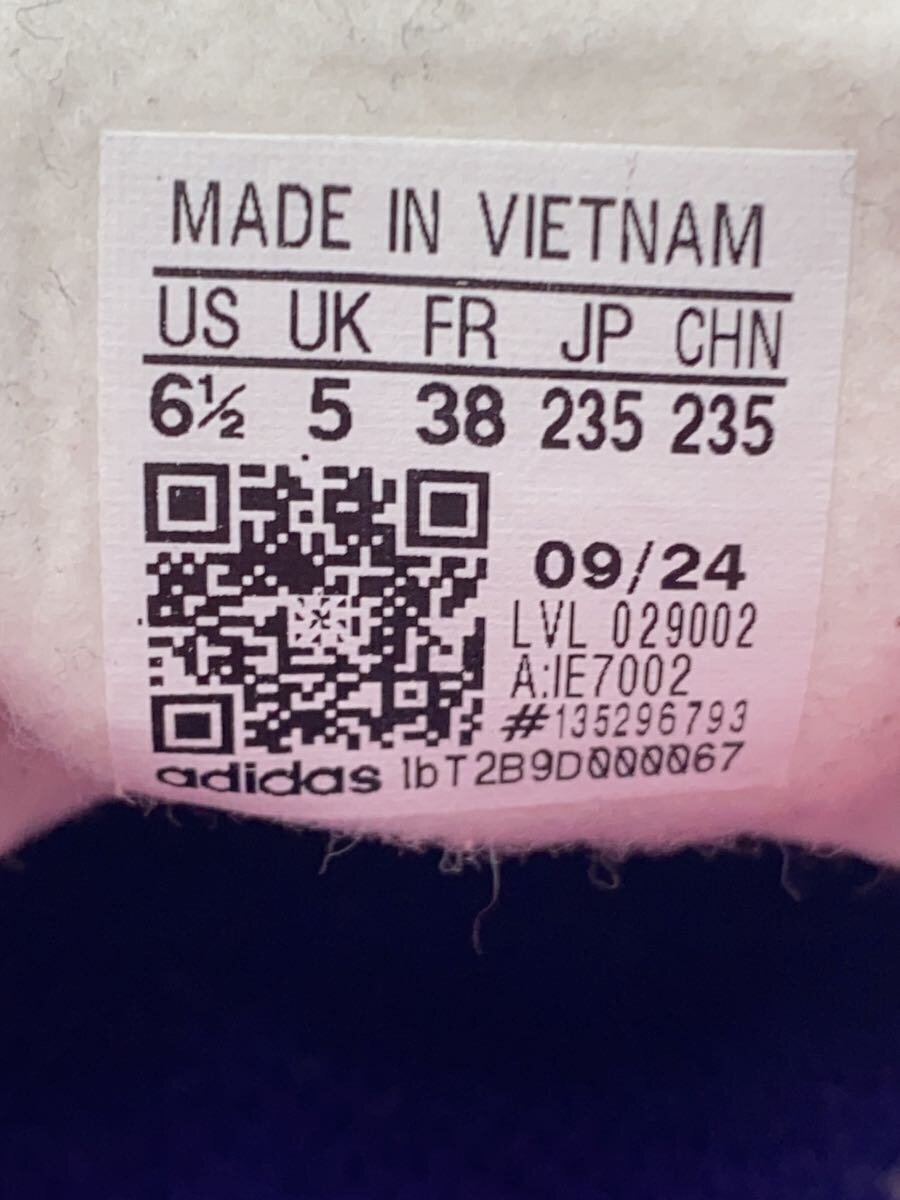 MADE IN VIETNAM
US UK FR JP CHN
6½ 5 38 235 235
09/24
LVL 029002
A:IE7002
#135296793
adidas 1bT2B9D000067